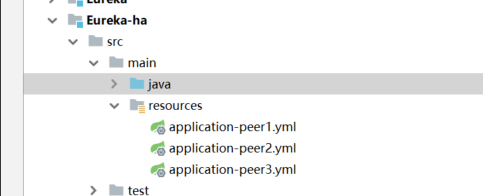 Eureka
Eureka-ha
src
main
java
resources
application-peer1.yml
application-peer2.yml
application-peer3.yml
test